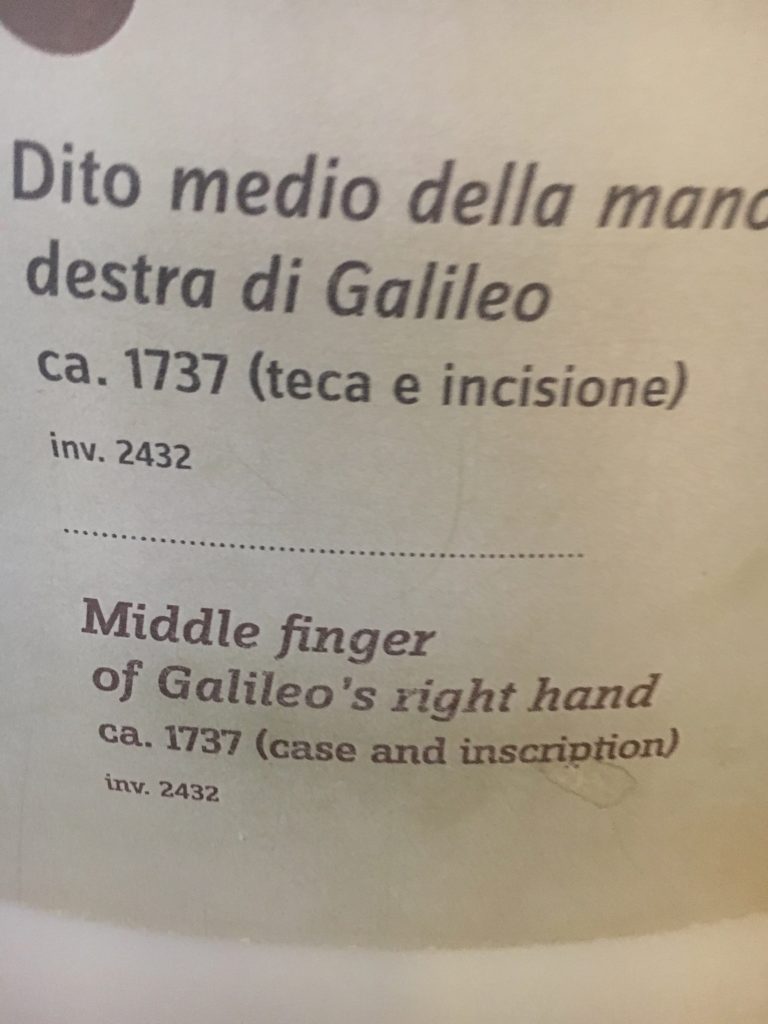 Dito medio della mano
destra di Galileo
ca. 1737 (teca e incisione)
inv. 2432
Middle finger
of Galileo's right hand
ca. 1737 (case and inscription)
inv. 2432